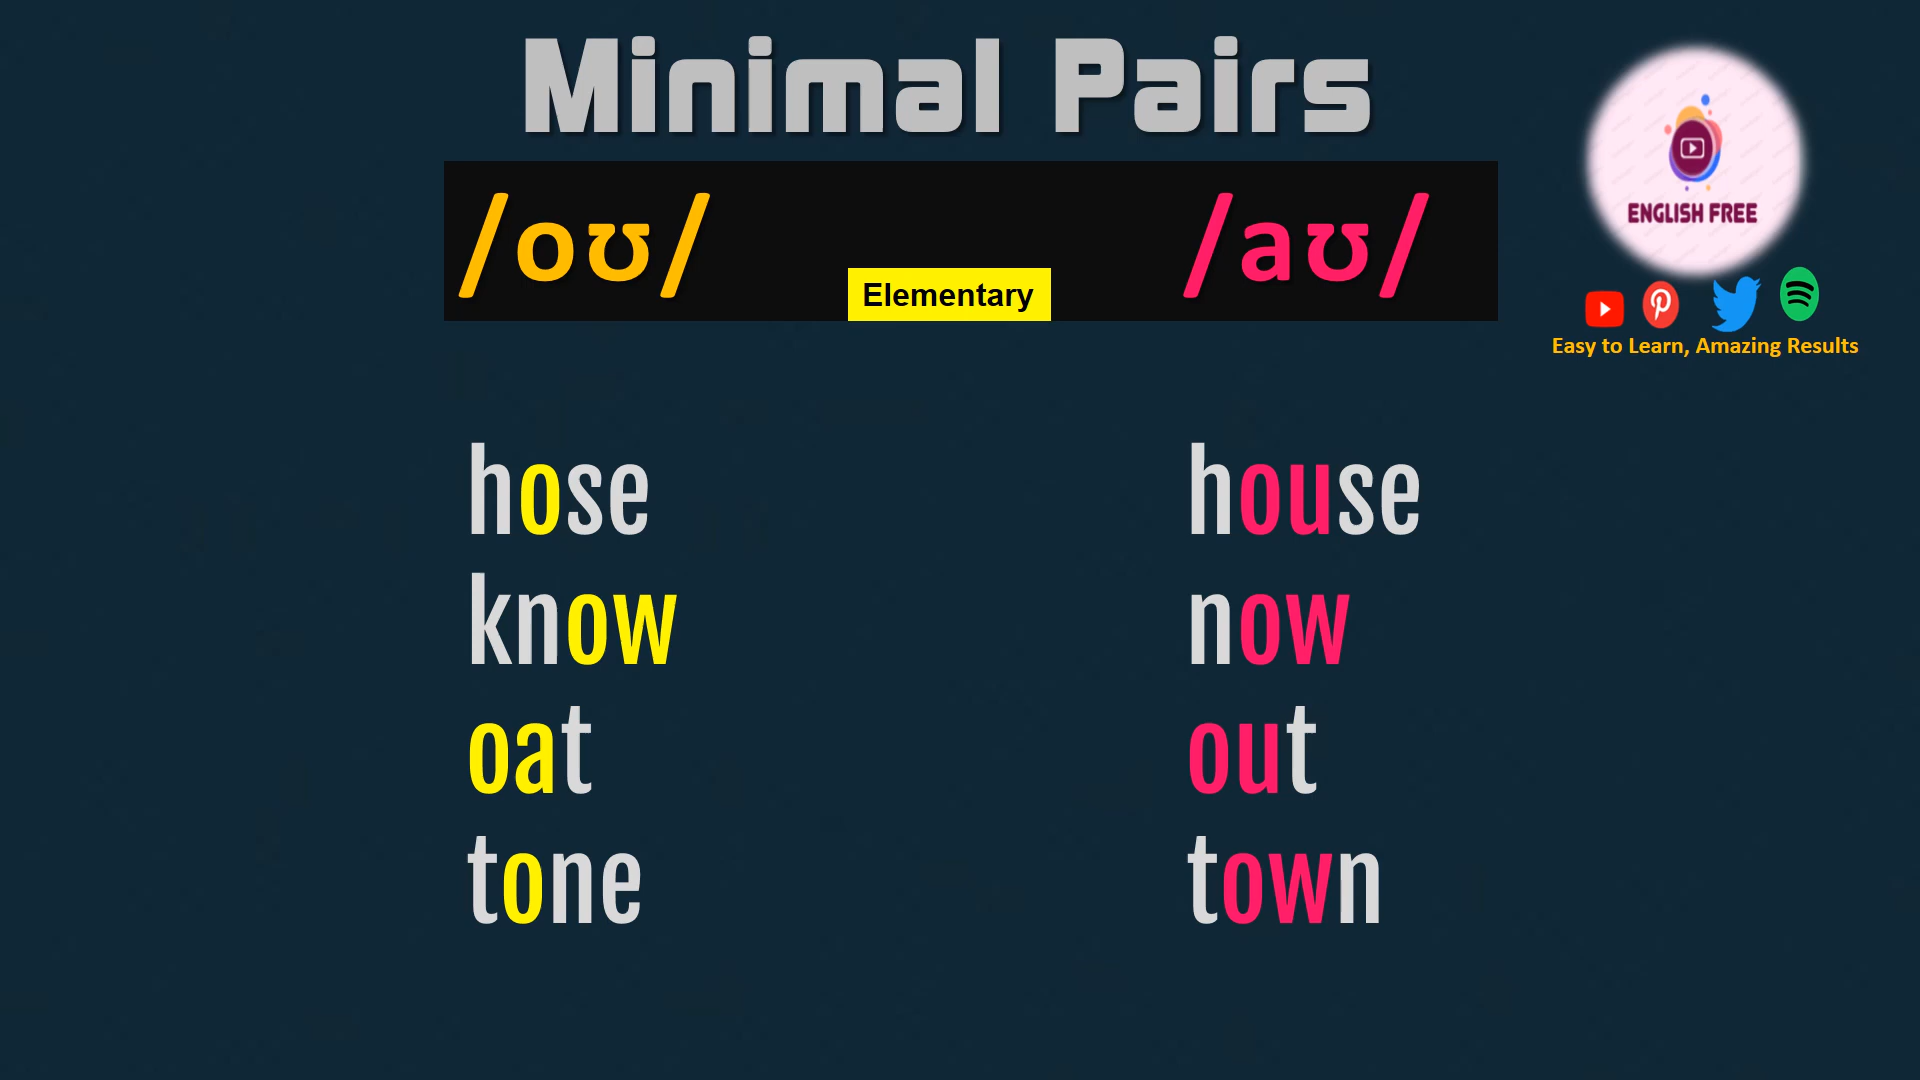 Minimal Pairs
/oʊ/ /aʊ/
Elementary
ENGLISH FREE
Easy to Learn, Amazing Results
hose house
know now
oat out
tone town